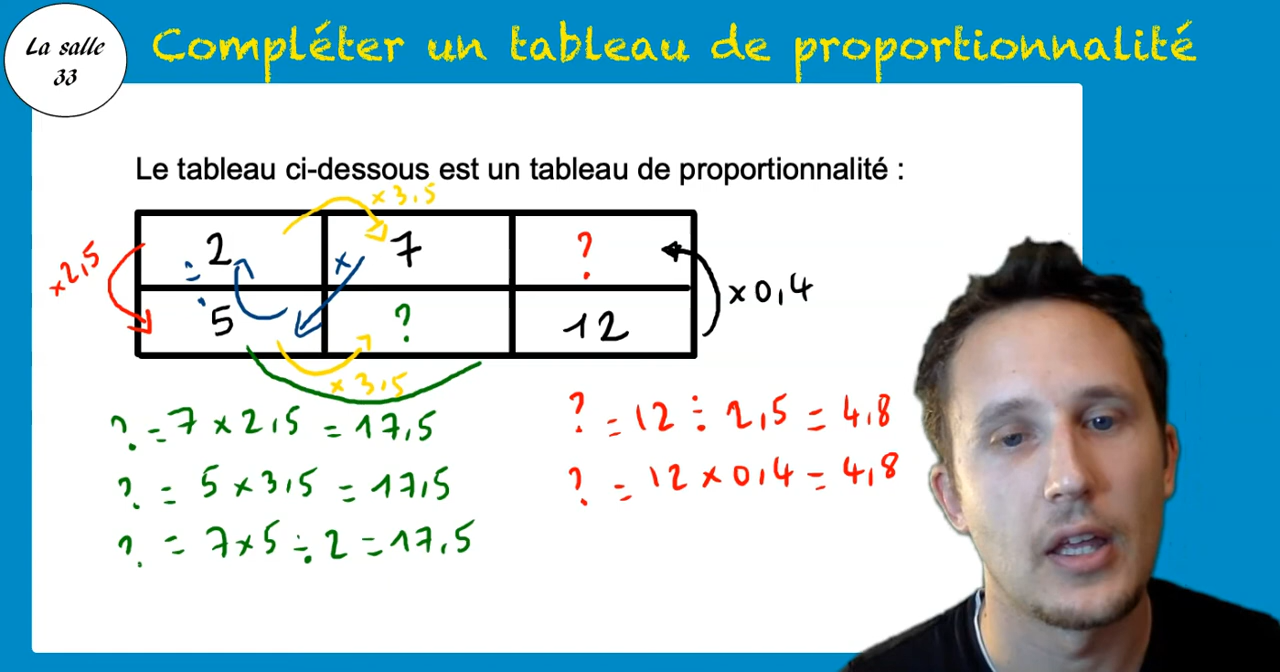 La salle
33
Compléter un tableau de proportionnalité
Le tableau ci-dessous est un tableau de proportionnalité :
×3,5
×2,5
2 7 ?
÷ ×
×0,4
5 ? 12
×3,5
? = 7 × 2,5 = 17,5
? = 12 ÷ 2,5 = 4,8
? = 5 × 3,5 = 17,5
? = 12 × 0,4 = 4,8
? = 7 × 5 ÷ 2 = 17,5